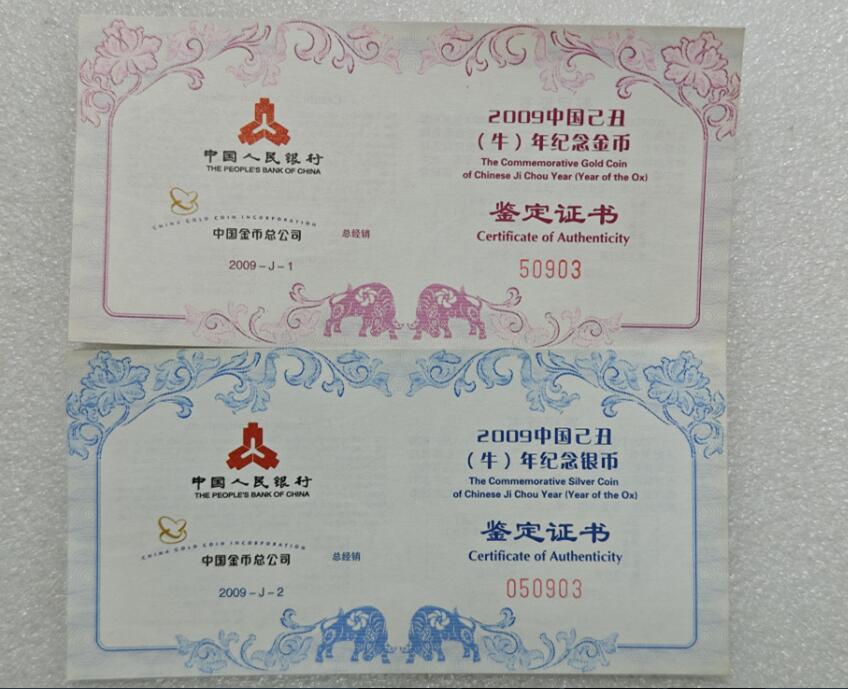 中国人民银行
THE PEOPLE'S BANK OF CHINA
CHINA GOLD COIN INCORPORATION
中国金币总公司 总经销
2009-J-1
2009中国己丑
（牛）年纪念金币
The Commemorative Gold Coin
of Chinese Ji Chou Year (Year of the Ox)
鉴定证书
Certificate of Authenticity
50903
中国人民银行
THE PEOPLE'S BANK OF CHINA
CHINA GOLD COIN INCORPORATION
中国金币总公司 总经销
2009-J-2
2009中国己丑
（牛）年纪念银币
The Commemorative Silver Coin
of Chinese Ji Chou Year (Year of the Ox)
鉴定证书
Certificate of Authenticity
050903